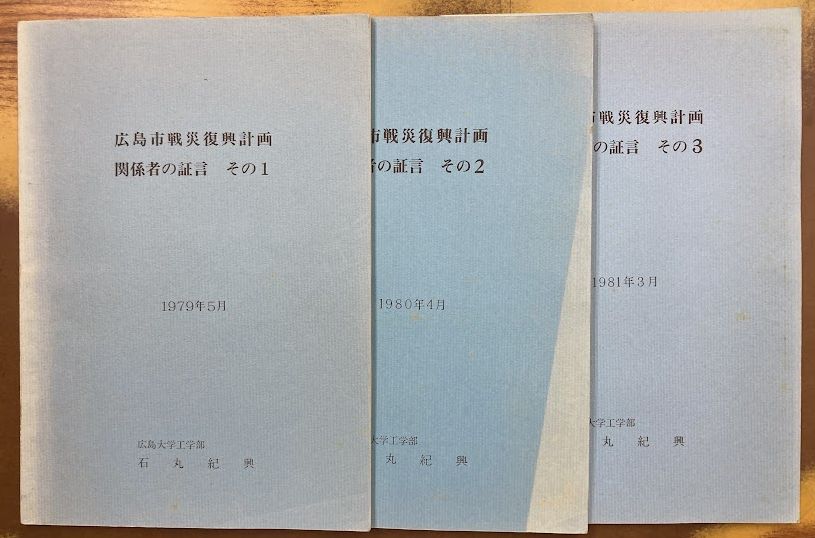 広島市戦災復興計画
関係者の証言 その1
1979年5月
広島大学工学部
石丸紀興
市戦災復興計画
者の証言 その2
1980年4月
大学工学部
丸紀興
市戦災復興計画
の証言 その3
1981年3月
大学工学部
丸紀興